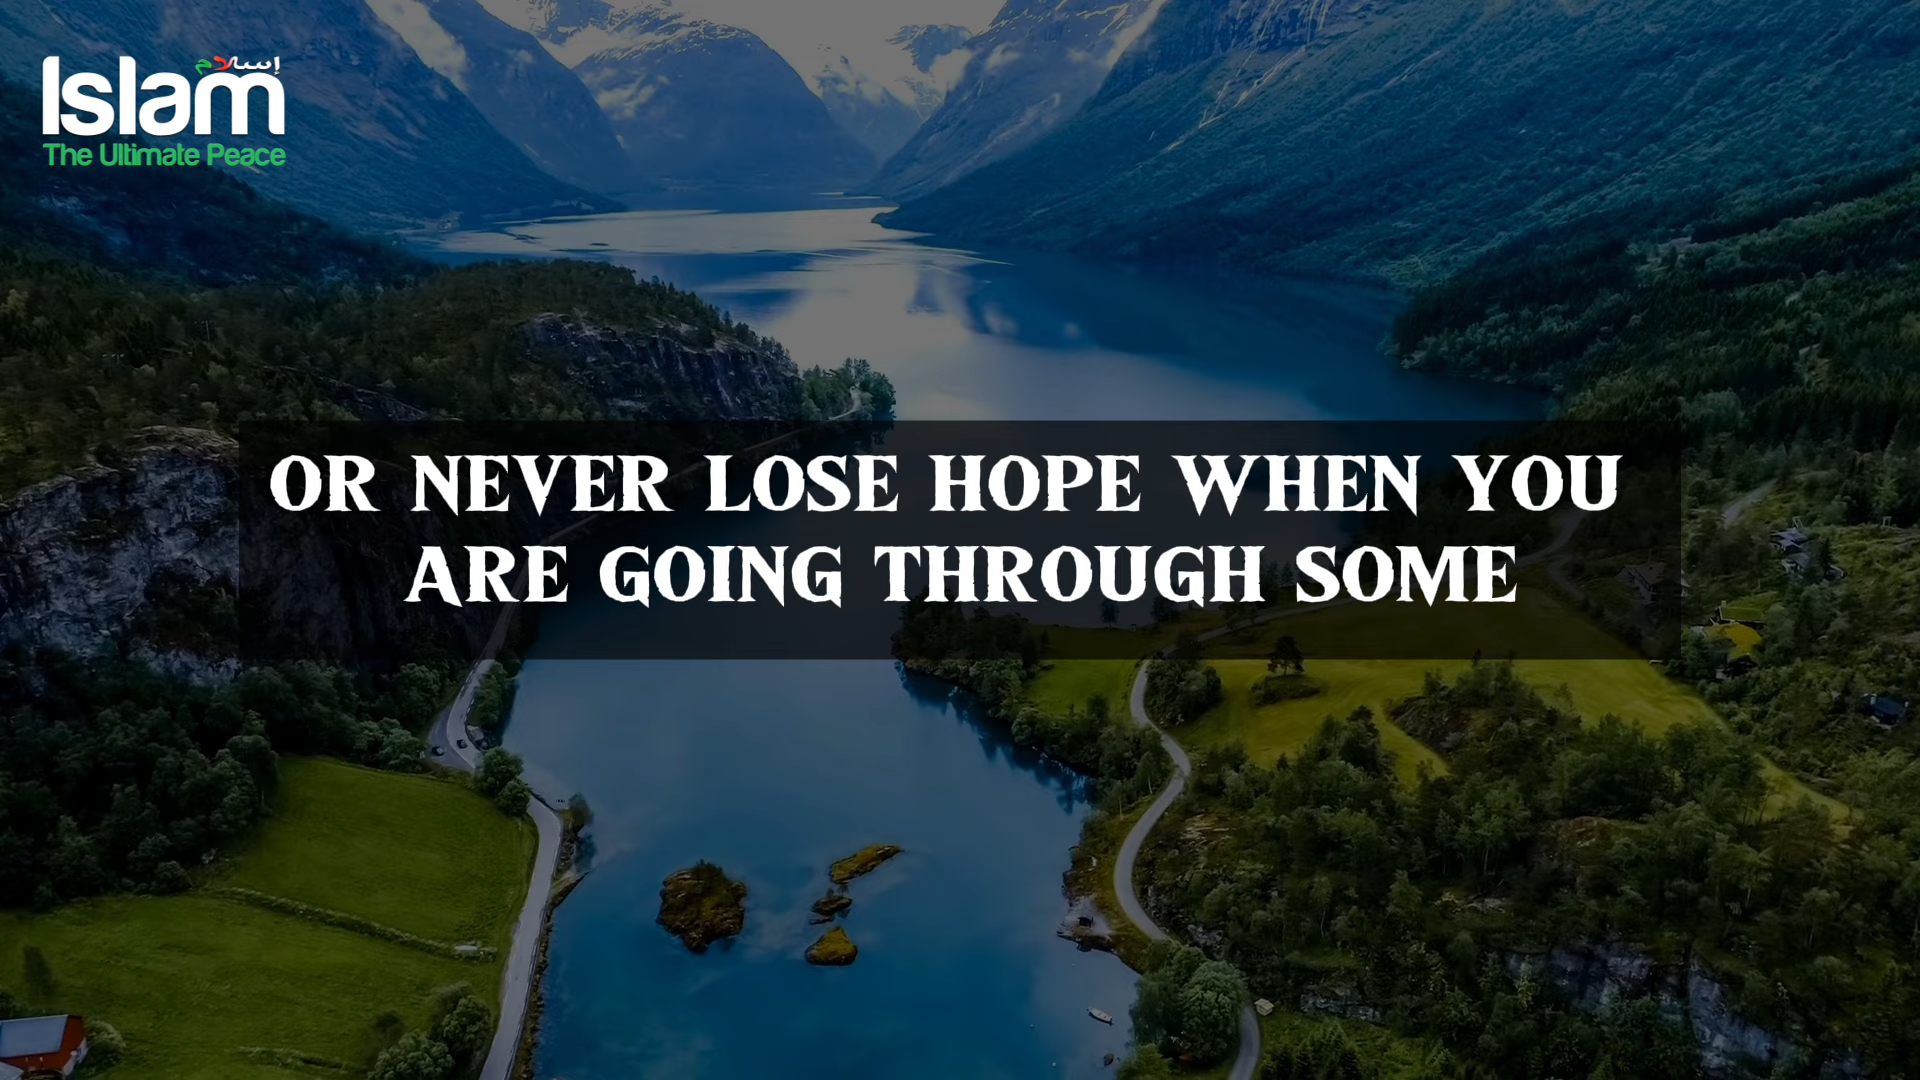 إسلام
Islam
The Ultimate Peace
OR NEVER LOSE HOPE WHEN YOU
ARE GOING THROUGH SOME